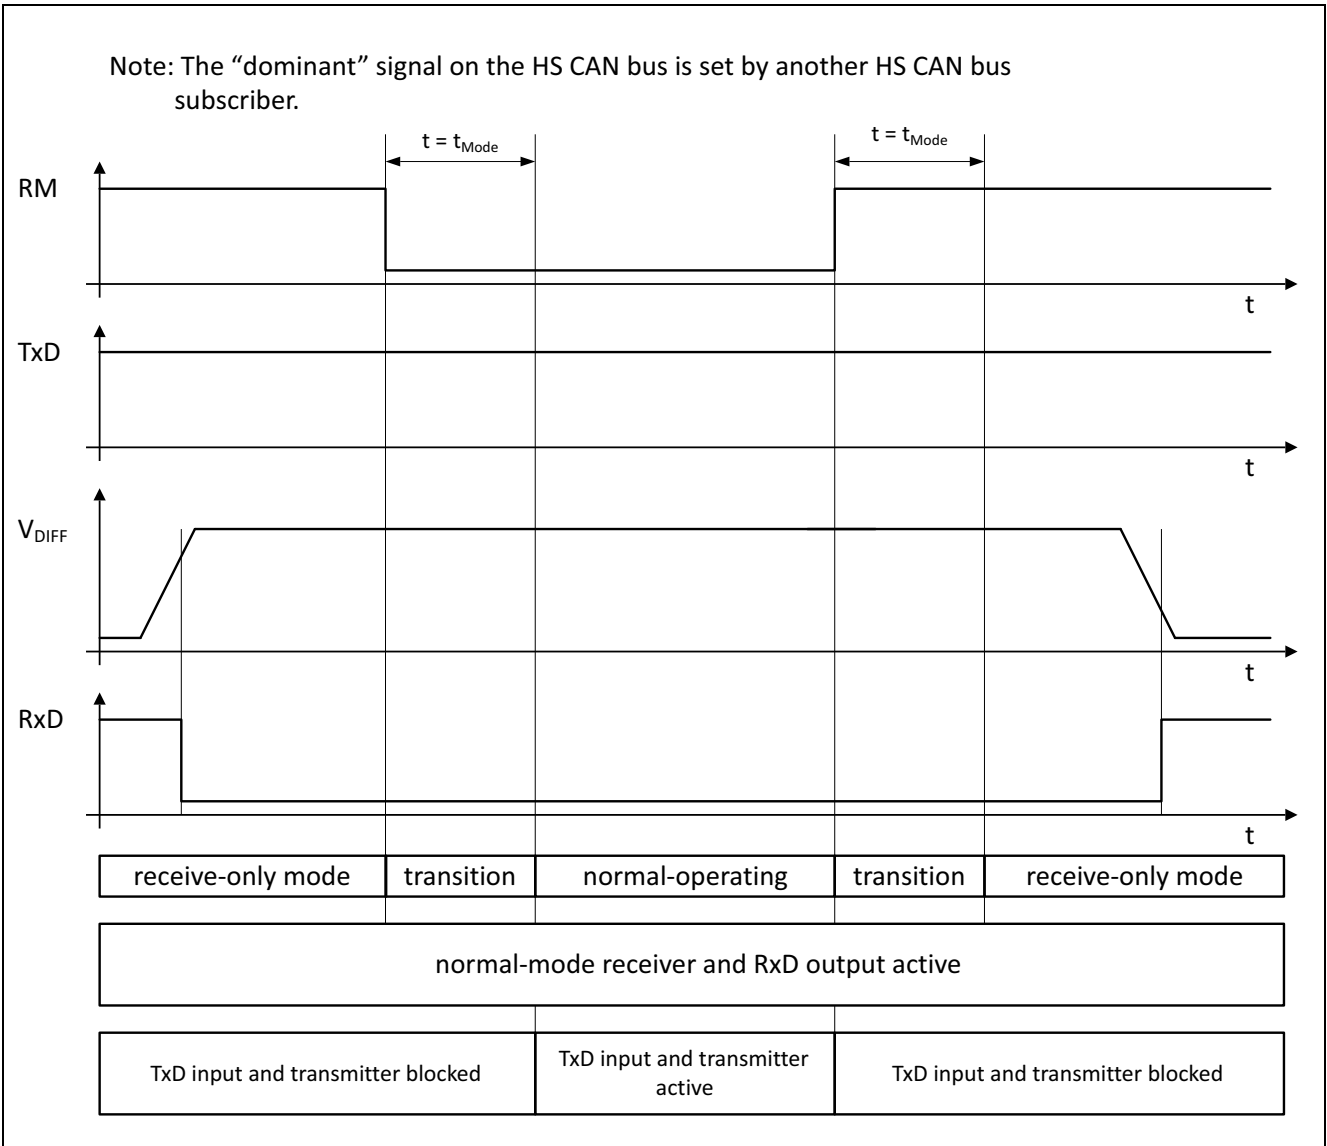 Note: The “dominant” signal on the HS CAN bus is set by another HS CAN bus
subscriber.
t = tMode
t = tMode
RM
t
TxD
t
VDIFF
t
RxD
t
receive-only mode
transition
normal-operating
transition
receive-only mode
normal-mode receiver and RxD output active
TxD input and transmitter blocked
TxD input and transmitter
active
TxD input and transmitter blocked